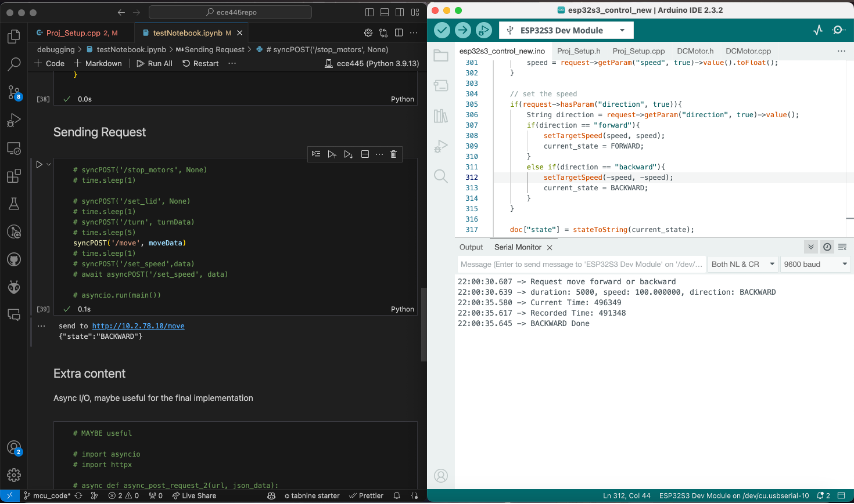 ece445repo
Proj_Setup.cpp 2, M
testNotebook.ipynb M
debugging > testNotebook.ipynb > M↓Sending Request > # syncPOST('/stop_motors', None)
+ Code + Markdown Run All Restart ... ece445 (Python 3.9.13)
}
[38] ✓ 0.0s Python
Sending Request
# syncPOST('/stop_motors', None)
# time.sleep(1)
# syncPOST('/set_lid', None)
# time.sleep(1)
# syncPOST('/turn', turnData)
# time.sleep(5)
syncPOST('/move', moveData)
# time.sleep(1)
# syncPOST('/set_speed',data)
# await asyncPOST('/set_speed', data)
# asyncio.run(main())
[39] ✓ 0.1s Python
... send to http://10.2.78.10/move
{"state":"BACKWARD"}
Extra content
Async I/O, maybe useful for the final implementation
# MAYBE useful
# import asyncio
# import httpx
# async def async_post_request_2(url, json_data):
8
2
mcu_code* 2 0 0 Live Share tabnine starter Prettier
esp32s3_control_new | Arduino IDE 2.3.2
ESP32S3 Dev Module
esp32s3_control_new.ino Proj_Setup.h Proj_Setup.cpp DCMotor.h DCMotor.cpp ...
301 speed = request->getParam("speed", true)->value().toFloat();
302 }
303
304 // set the speed
305 if(request->hasParam("direction", true)){
306 String direction = request->getParam("direction", true)->value();
307 if(direction == "forward"){
308 setTargetSpeed(speed, speed);
309 current_state = FORWARD;
310 }
311 else if(direction == "backward"){
312 setTargetSpeed(-speed, -speed);
313 current_state = BACKWARD;
314 }
315 }
316
317 doc["state"] = stateToString(current_state);
Output Serial Monitor ×
Message (Enter to send message to 'ESP32S3 Dev Module' on '/dev/... Both NL & CR 9600 baud
22:00:30.607 -> Request move forward or backward
22:00:30.639 -> duration: 5000, speed: 100.000000, direction: BACKWARD
22:00:35.580 -> Current Time: 496349
22:00:35.617 -> Recorded Time: 491348
22:00:35.645 -> BACKWARD Done
Ln 312, Col 44 ESP32S3 Dev Module on /dev/cu.usbserial-10 2